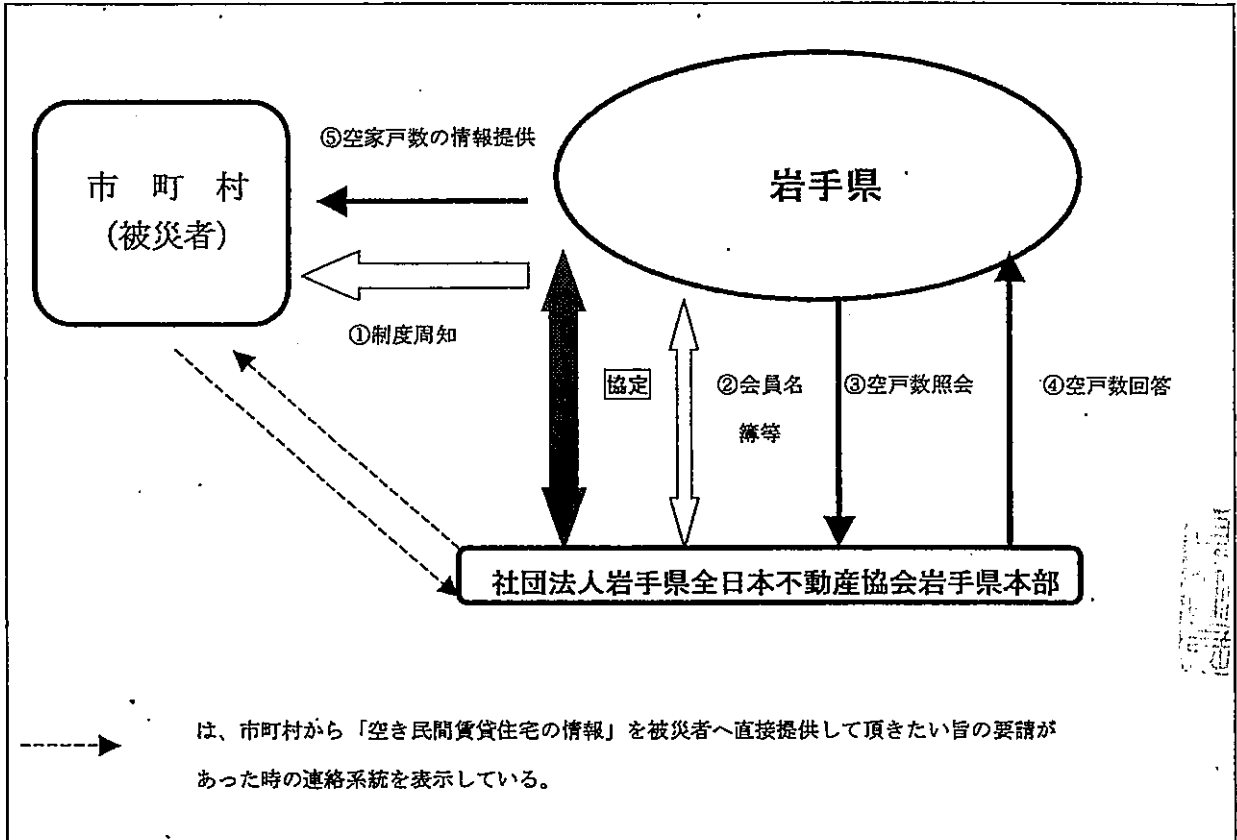 ⑤空家戸数の情報提供
市 町 村
(被災者)
岩手県
①制度周知
協定
②会員名
簿等
③空戸数照会
④空戸数回答
社団法人岩手県全日本不動産協会岩手県本部
は、市町村から「空き民間賃貸住宅の情報」を被災者へ直接提供して頂きたい旨の要請が
あった時の連絡系統を表示している。